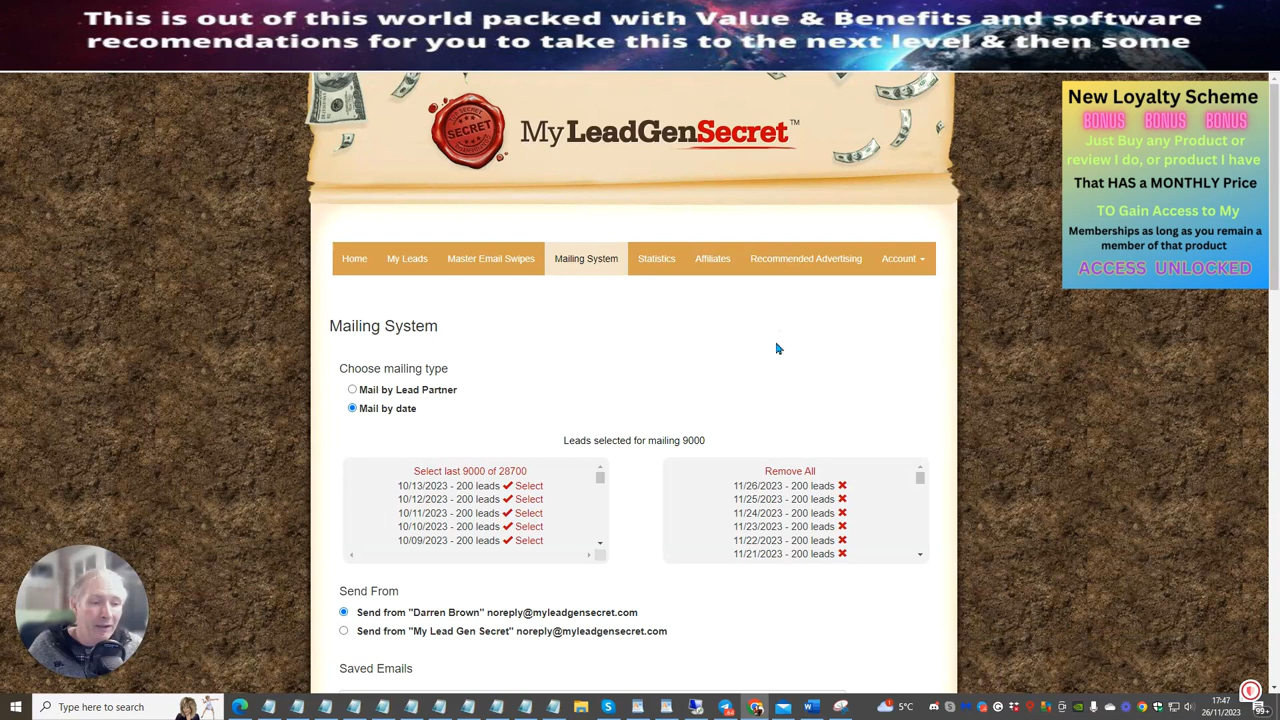 This is out of this world packed with Value & Benefits and software
recomendations for you to take this to the next level & then some
New Loyalty Scheme
BONUS BONUS BONUS
Just Buy any Product or
review I do, or product I have
That HAS a MONTHLY Price
TO Gain Access to My
Memberships as long as you remain a
member of that product
ACCESS UNLOCKED
SECRET
My LeadGenSecret™
Home My Leads Master Email Swipes Mailing System Statistics Affiliates Recommended Advertising Account
Mailing System
Choose mailing type
Mail by Lead Partner
Mail by date
Leads selected for mailing 9000
Select last 9000 of 28700
10/13/2023 - 200 leads Select
10/12/2023 - 200 leads Select
10/11/2023 - 200 leads Select
10/10/2023 - 200 leads Select
10/09/2023 - 200 leads Select
Remove All
11/26/2023 - 200 leads
11/25/2023 - 200 leads
11/24/2023 - 200 leads
11/23/2023 - 200 leads
11/22/2023 - 200 leads
11/21/2023 - 200 leads
Send From
Send from "Darren Brown" noreply@myleadgensecret.com
Send from "My Lead Gen Secret" noreply@myleadgensecret.com
Saved Emails
Type here to search
5°C
17:47
26/11/2023
99+